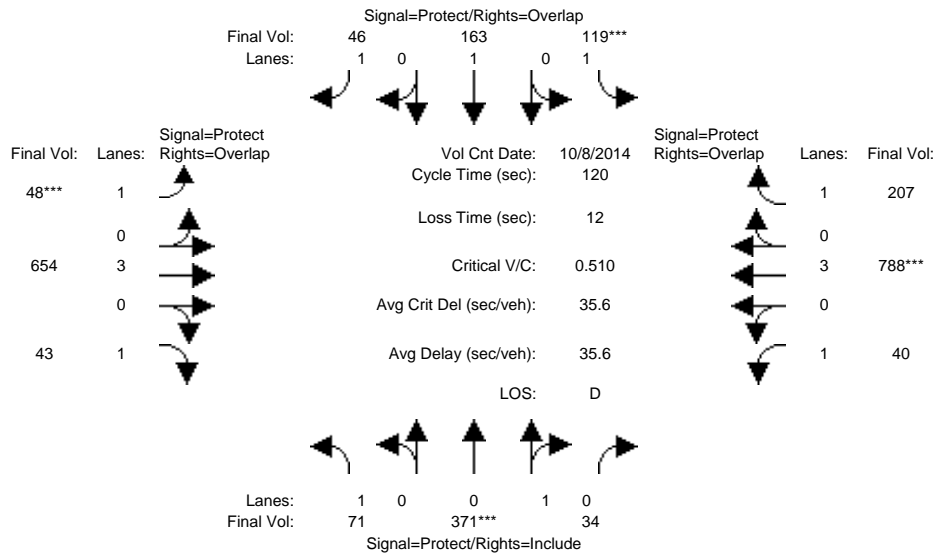 Signal=Protect/Rights=Overlap
Final Vol: 46 163 119***
Lanes: 1 0 1 0 1
Signal=Protect Signal=Protect
Final Vol: Lanes: Rights=Overlap Vol Cnt Date: 10/8/2014 Rights=Overlap Lanes: Final Vol:
Cycle Time (sec): 120
48*** 1 1 207
Loss Time (sec): 12
0 0
654 3 Critical V/C: 0.510 3 788***
0 Avg Crit Del (sec/veh): 35.6 0
43 1 Avg Delay (sec/veh): 35.6 1 40
LOS: D
Lanes: 1 0 0 1 0
Final Vol: 71 371*** 34
Signal=Protect/Rights=Include